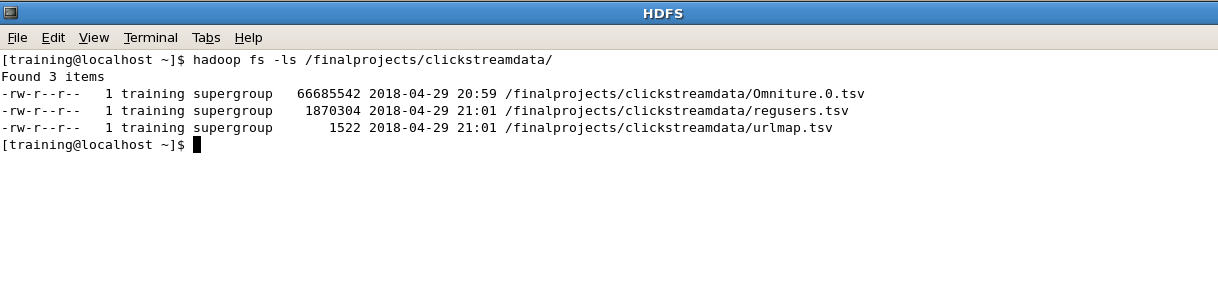 HDFS
File Edit View Terminal Tabs Help
[training@localhost ~]$ hadoop fs -ls /finalprojects/clickstreamdata/
Found 3 items
-rw-r--r--   1 training supergroup   66685542 2018-04-29 20:59 /finalprojects/clickstreamdata/Omniture.0.tsv
-rw-r--r--   1 training supergroup    1870304 2018-04-29 21:01 /finalprojects/clickstreamdata/regusers.tsv
-rw-r--r--   1 training supergroup       1522 2018-04-29 21:01 /finalprojects/clickstreamdata/urlmap.tsv
[training@localhost ~]$